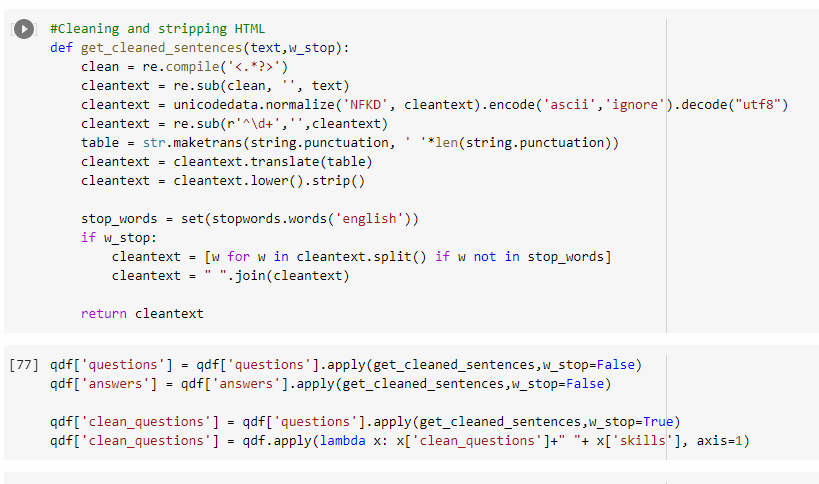 #Cleaning and stripping HTML
def get_cleaned_sentences(text,w_stop):
    clean = re.compile('<.*?>')
    cleantext = re.sub(clean, '', text)
    cleantext = unicodedata.normalize('NFKD', cleantext).encode('ascii','ignore').decode("utf8")
    cleantext = re.sub(r'^\d+','',cleantext)
    table = str.maketrans(string.punctuation, ' '*len(string.punctuation))
    cleantext = cleantext.translate(table)
    cleantext = cleantext.lower().strip()
    stop_words = set(stopwords.words('english'))
    if w_stop:
        cleantext = [w for w in cleantext.split() if w not in stop_words]
        cleantext = " ".join(cleantext)
    return cleantext
[77] qdf['questions'] = qdf['questions'].apply(get_cleaned_sentences,w_stop=False)
qdf['answers'] = qdf['answers'].apply(get_cleaned_sentences,w_stop=False)
qdf['clean_questions'] = qdf['questions'].apply(get_cleaned_sentences,w_stop=True)
qdf['clean_questions'] = qdf.apply(lambda x: x['clean_questions']+" "+ x['skills'], axis=1)